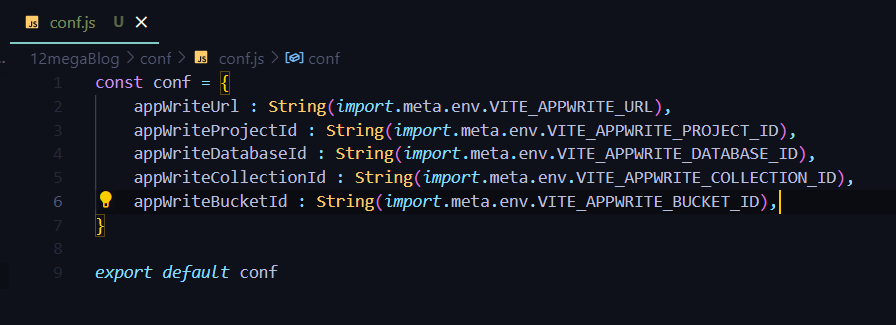 JS conf.js U ×
... 12megaBlog > conf > JS conf.js > conf
1 const conf = {
2 appWriteUrl : String(import.meta.env.VITE_APPWRITE_URL),
3 appWriteProjectId : String(import.meta.env.VITE_APPWRITE_PROJECT_ID),
4 appWriteDatabaseId : String(import.meta.env.VITE_APPWRITE_DATABASE_ID),
5 appWriteCollectionId : String(import.meta.env.VITE_APPWRITE_COLLECTION_ID),
6 appWriteBucketId : String(import.meta.env.VITE_APPWRITE_BUCKET_ID),
7 }
8
9 export default conf